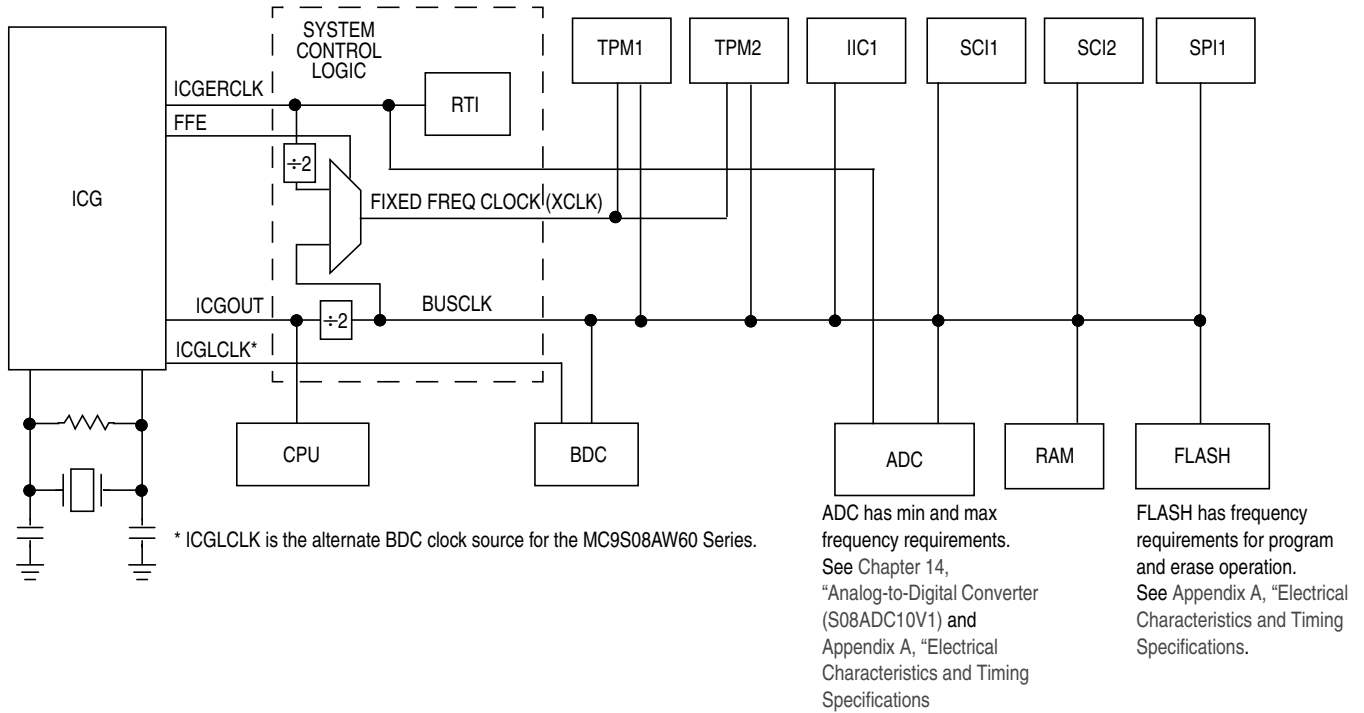 SYSTEM
CONTROL
LOGIC
TPM1
TPM2
IIC1
SCI1
SCI2
SPI1
ICGERCLK
RTI
FFE
÷2
ICG
FIXED FREQ CLOCK (XCLK)
ICGOUT
÷2
BUSCLK
ICGLCLK*
CPU
BDC
ADC
RAM
FLASH
* ICGLCLK is the alternate BDC clock source for the MC9S08AW60 Series.
ADC has min and max
frequency requirements.
See Chapter 14,
“Analog-to-Digital Converter
(S08ADC10V1) and
Appendix A, “Electrical
Characteristics and Timing
Specifications
FLASH has frequency
requirements for program
and erase operation.
See Appendix A, “Electrical
Characteristics and Timing
Specifications.